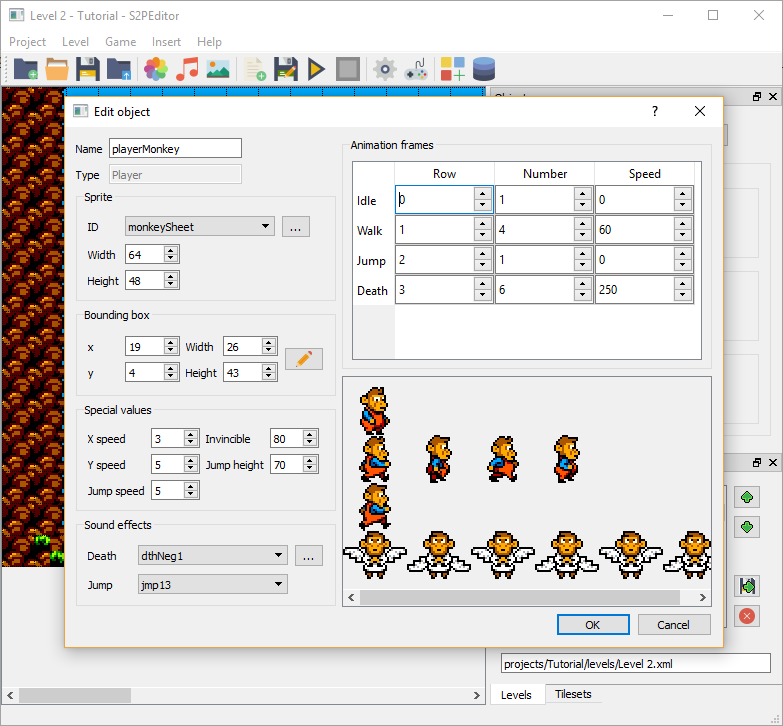 Level 2 - Tutorial - S2PEditor
Project Level Game Insert Help
Edit object ?
Name playerMonkey
Type Player
Sprite
ID monkeySheet ...
Width 64
Height 48
Bounding box
x 19 Width 26
y 4 Height 43
Special values
X speed 3 Invincible 80
Y speed 5 Jump height 70
Jump speed 5
Sound effects
Death dthNeg1 ...
Jump jmp13
Animation frames
Row Number Speed
Idle 0 1 0
Walk 1 4 60
Jump 2 1 0
Death 3 6 250
OK Cancel
projects/Tutorial/levels/Level 2.xml
Levels Tilesets